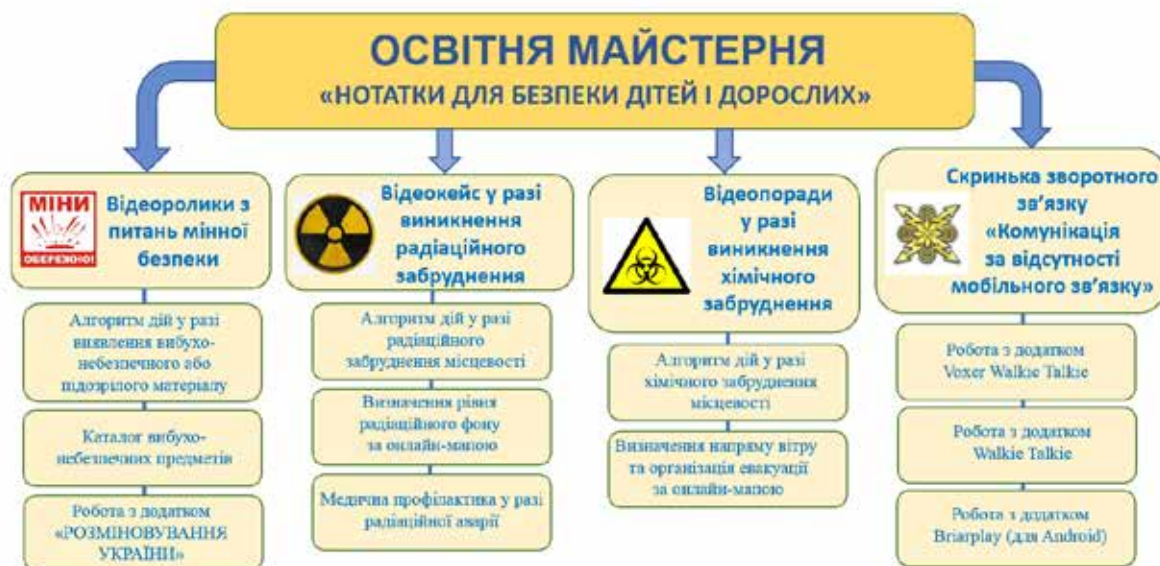 ОСВІТНЯ МАЙСТЕРНЯ
«НОТАТКИ ДЛЯ БЕЗПЕКИ ДІТЕЙ І ДОРОСЛИХ»
МІНИ
ОБЕРЕЖНО!
Відеоролики з
питань мінної
безпеки
Алгоритм дій у разі
виявлення вибухо-
небезпечного або
підозрілого матеріалу
Каталог вибухо-
небезпечних предметів
Робота з додатком
«РОЗМІНОВУВАННЯ
УКРАЇНИ»
Відеокейс у разі
виникнення
радіаційного
забруднення
Алгоритм дій у разі
радіаційного
забруднення місцевості
Визначення рівня
радіаційного фону
за онлайн-мапою
Медична профілактика у разі
радіаційної аварії
Відеопоради
у разі
виникнення
хімічного
забруднення
Алгоритм дій у разі
хімічного забруднення
місцевості
Визначення напряму вітру
та організація евакуації
за онлайн-мапою
Скринька зворотного
зв’язку
«Комунікація
за відсутності
мобільного зв’язку»
Робота з додатком
Voxer Walkie Talkie
Робота з додатком
Walkie Talkie
Робота з додатком
Briarplay (для Android)